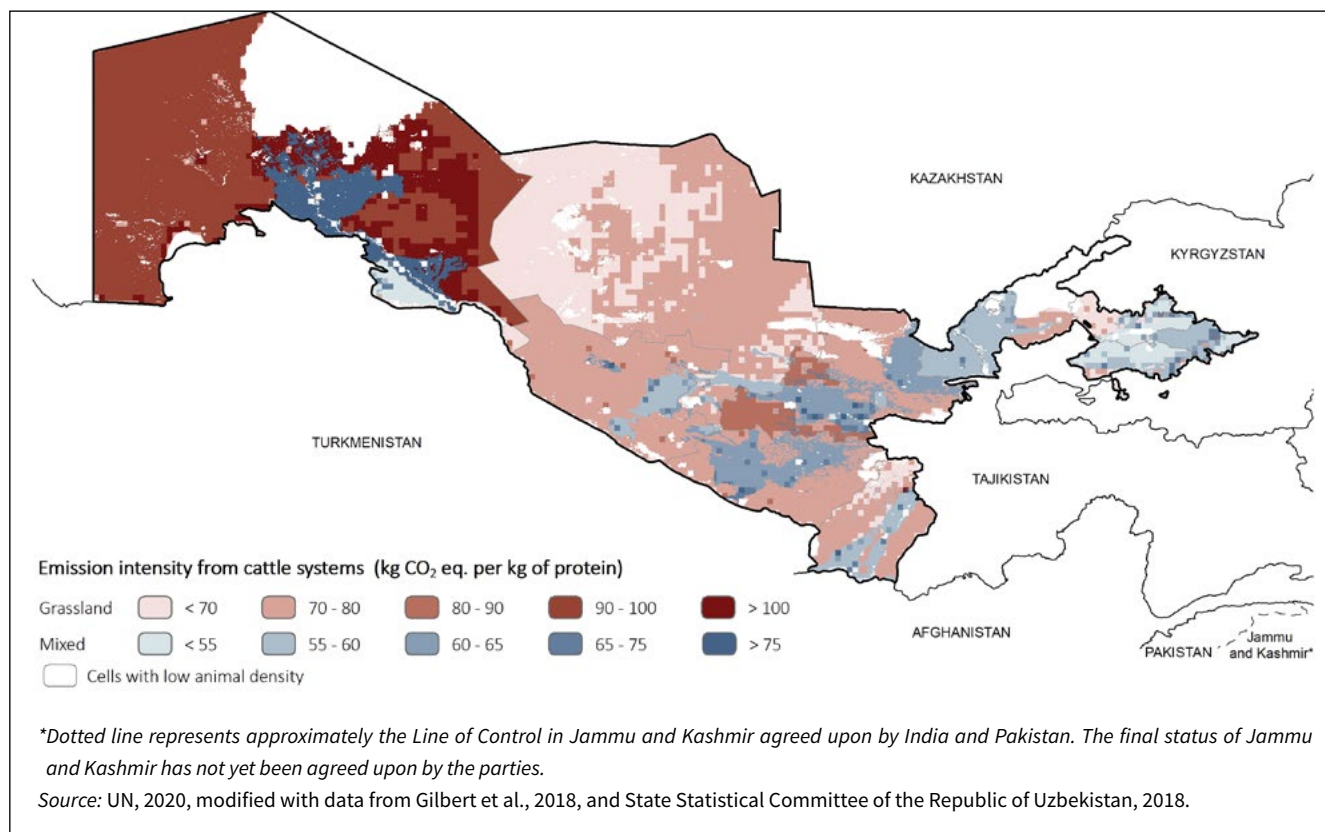 KAZAKHSTAN
KYRGYZSTAN
TURKMENISTAN
TAJIKISTAN
AFGHANISTAN
PAKISTAN
Jammu
and Kashmir*
Emission intensity from cattle systems (kg CO₂ eq. per kg of protein)
Grassland < 70 70 - 80 80 - 90 90 - 100 > 100
Mixed < 55 55 - 60 60 - 65 65 - 75 > 75
Cells with low animal density
*Dotted line represents approximately the Line of Control in Jammu and Kashmir agreed upon by India and Pakistan. The final status of Jammu
and Kashmir has not yet been agreed upon by the parties.
Source: UN, 2020, modified with data from Gilbert et al., 2018, and State Statistical Committee of the Republic of Uzbekistan, 2018.